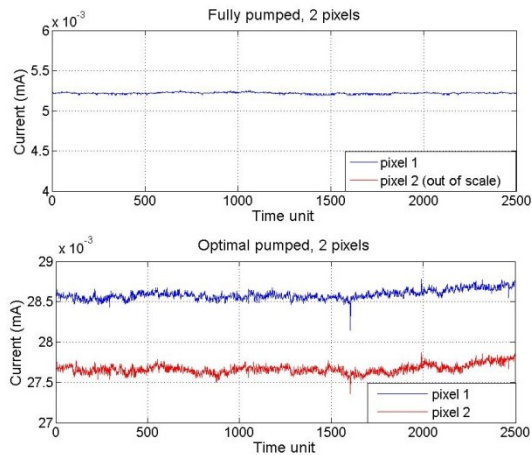 Fully pumped, 2 pixels
x 10⁻³
6
5.5
5
4.5
4
Current (mA)
pixel 1
pixel 2 (out of scale)
0 500 1000 1500 2000 2500
Time unit
Optimal pumped, 2 pixels
x 10⁻³
29
28.5
28
27.5
27
Current (mA)
pixel 1
pixel 2
0 500 1000 1500 2000 2500
Time unit